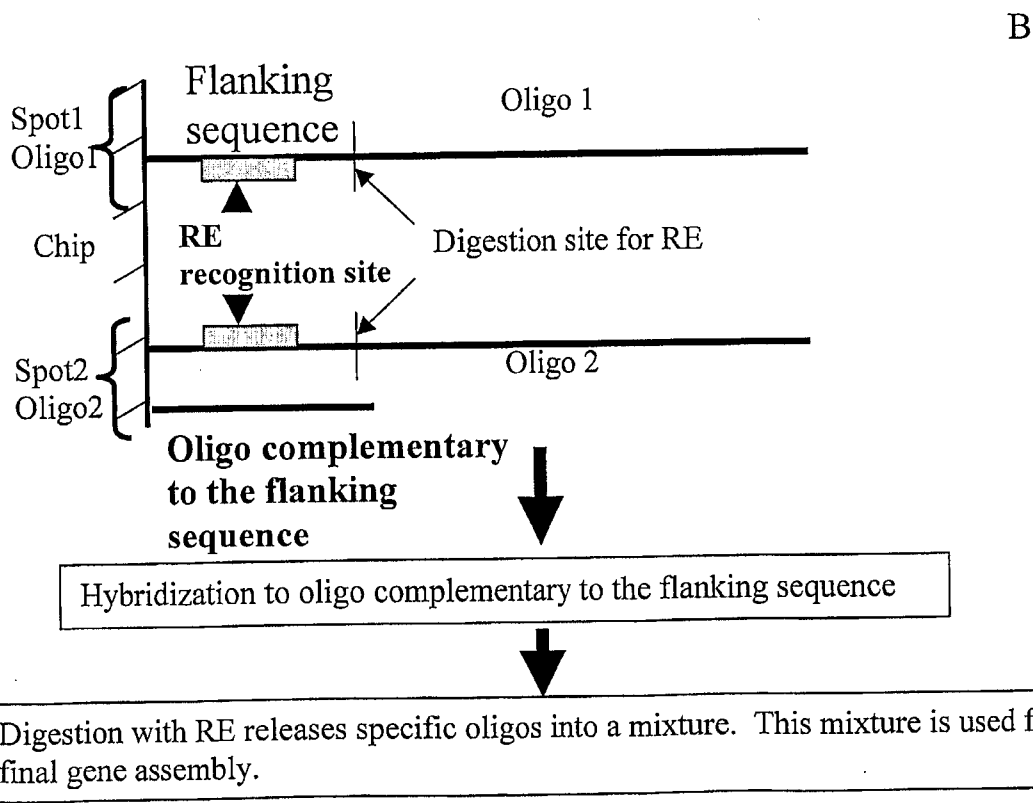 B
Flanking
sequence
Oligo 1
Spot1
Oligo1
Chip
RE
recognition site
Digestion site for RE
Spot2
Oligo2
Oligo 2
Oligo complementary
to the flanking
sequence
Hybridization to oligo complementary to the flanking sequence
Digestion with RE releases specific oligos into a mixture. This mixture is used f
final gene assembly.